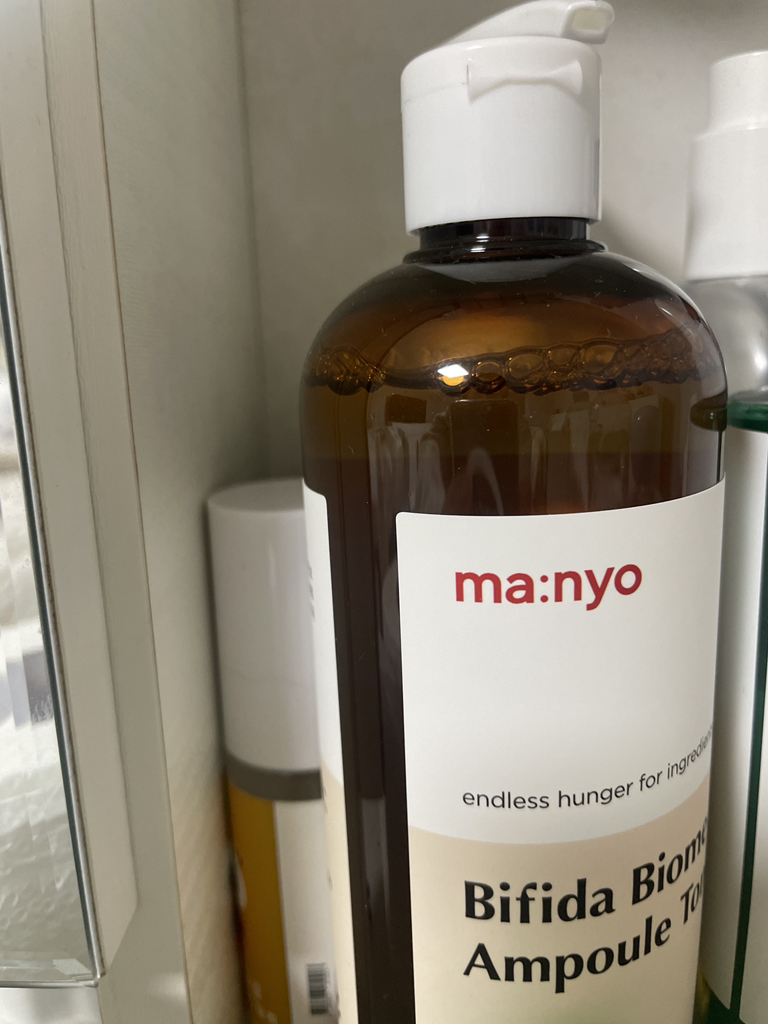 ma:nyo
endless hunger for
Bifida
Ampoule